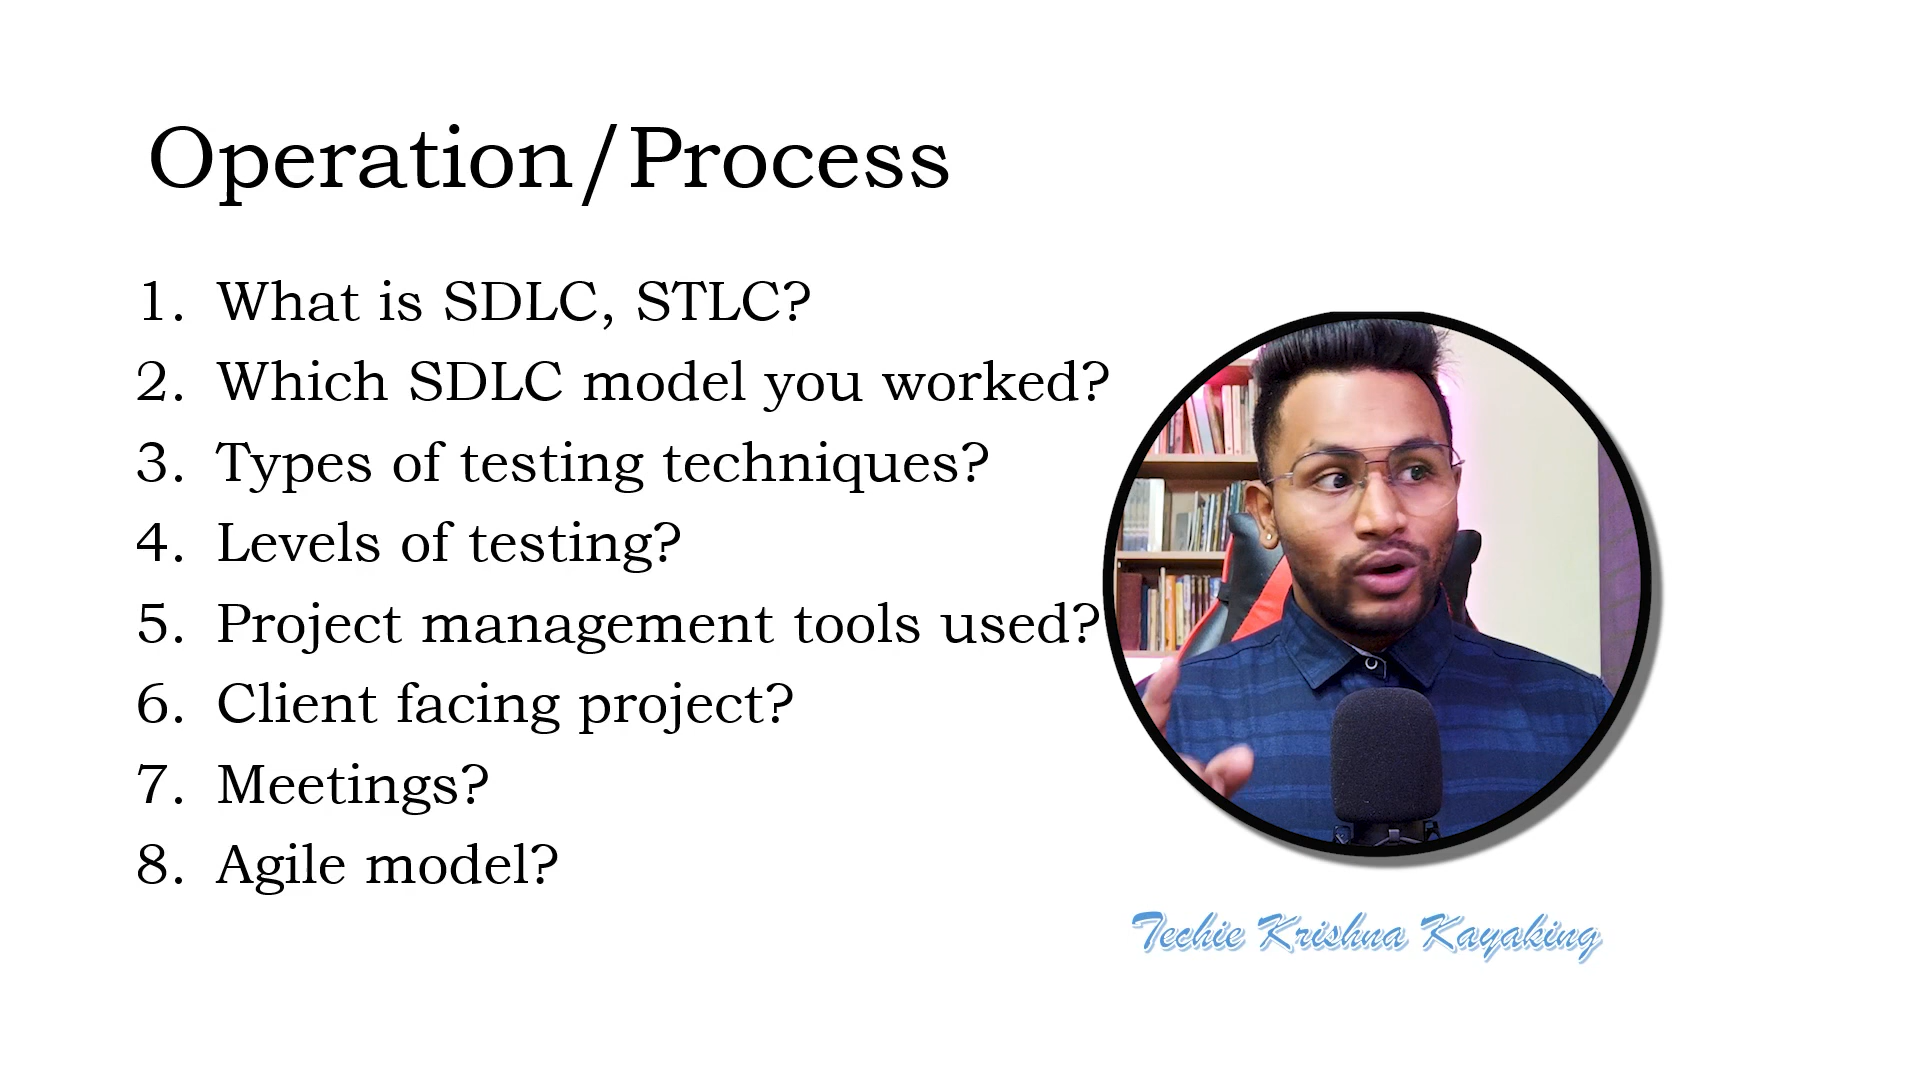 Operation/Process
1. What is SDLC, STLC?
2. Which SDLC model you worked?
3. Types of testing techniques?
4. Levels of testing?
5. Project management tools used?
6. Client facing project?
7. Meetings?
8. Agile model?
Techie Krishna Kayaking